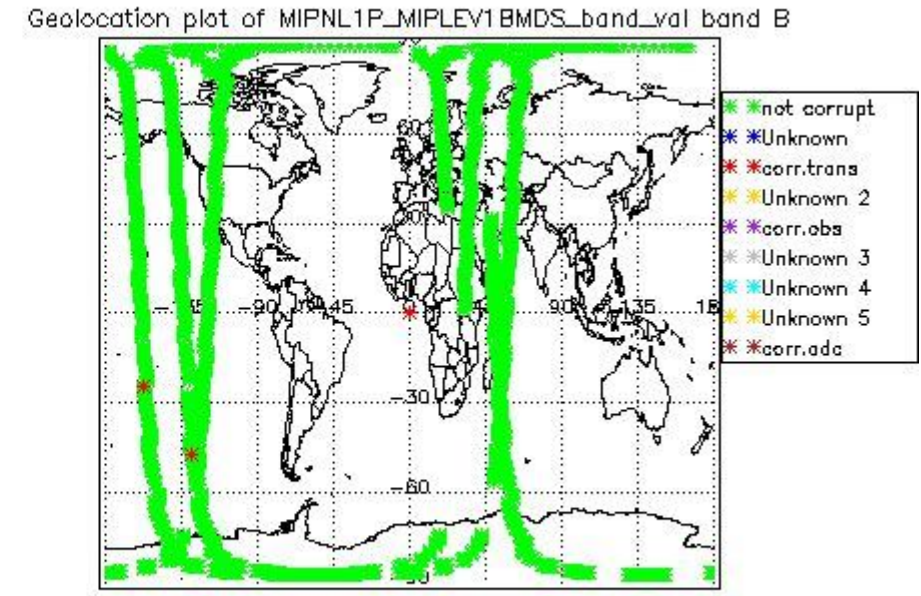 Geolocation plot of MIPNL1P_MIPLEV1BMDS_band_val band B
not corrupt
Unknown
corr.trans
Unknown 2
corr.obs
Unknown 3
Unknown 4
Unknown 5
corr.adc
60
-90
45
90
135
-30
-60